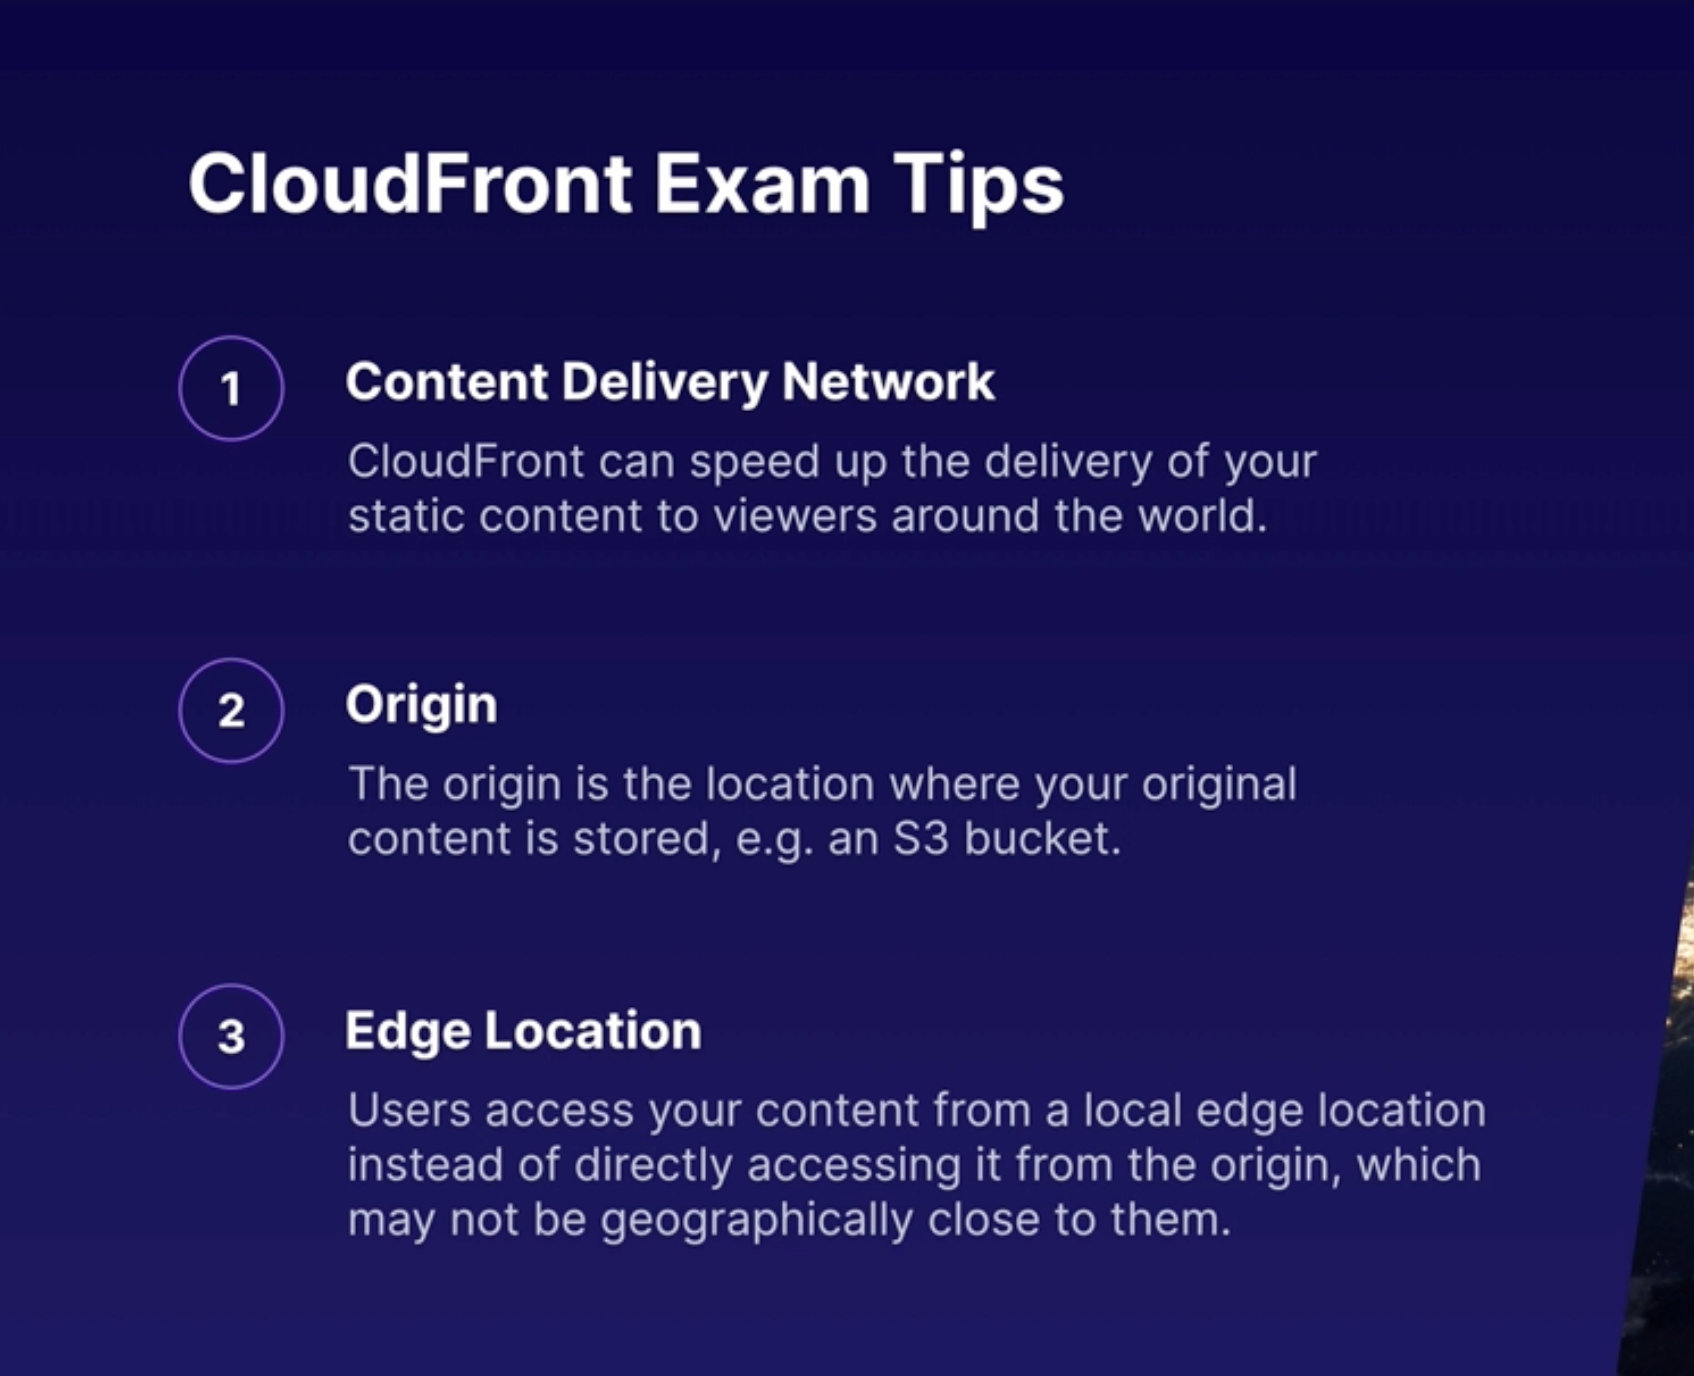 CloudFront Exam Tips
1
Content Delivery Network
CloudFront can speed up the delivery of your
static content to viewers around the world.
2
Origin
The origin is the location where your original
content is stored, e.g. an S3 bucket.
3
Edge Location
Users access your content from a local edge location
instead of directly accessing it from the origin, which
may not be geographically close to them.